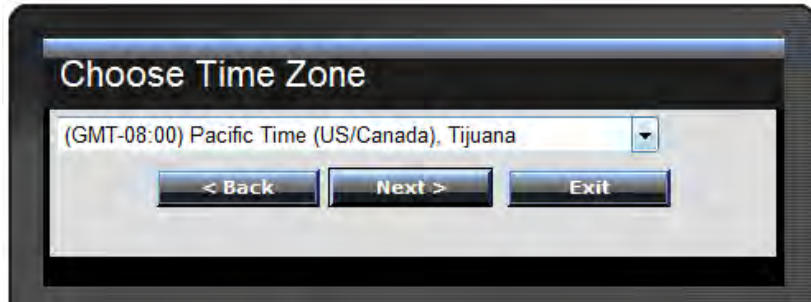 Choose Time Zone
(GMT-08:00) Pacific Time (US/Canada), Tijuana
< Back Next > Exit